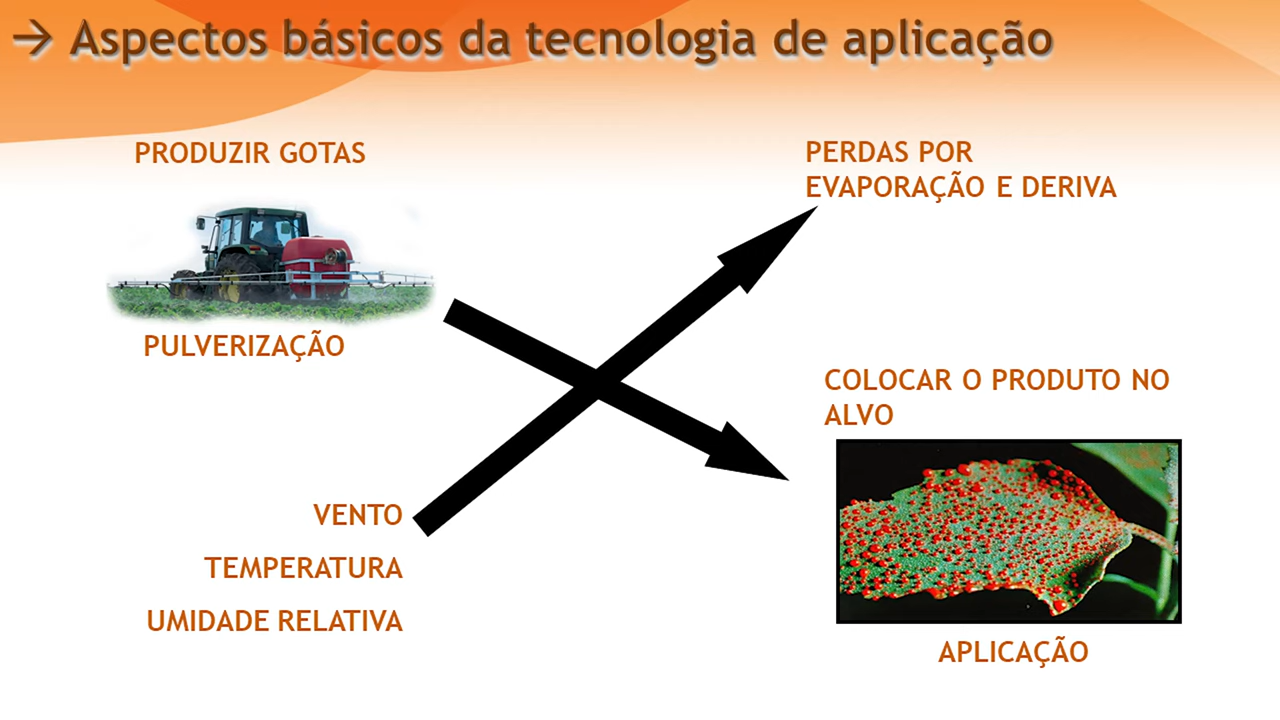 → Aspectos básicos da tecnologia de aplicação
PRODUZIR GOTAS
PULVERIZAÇÃO
PERDAS POR
EVAPORAÇÃO E DERIVA
COLOCAR O PRODUTO NO
ALVO
VENTO
TEMPERATURA
UMIDADE RELATIVA
APLICAÇÃO